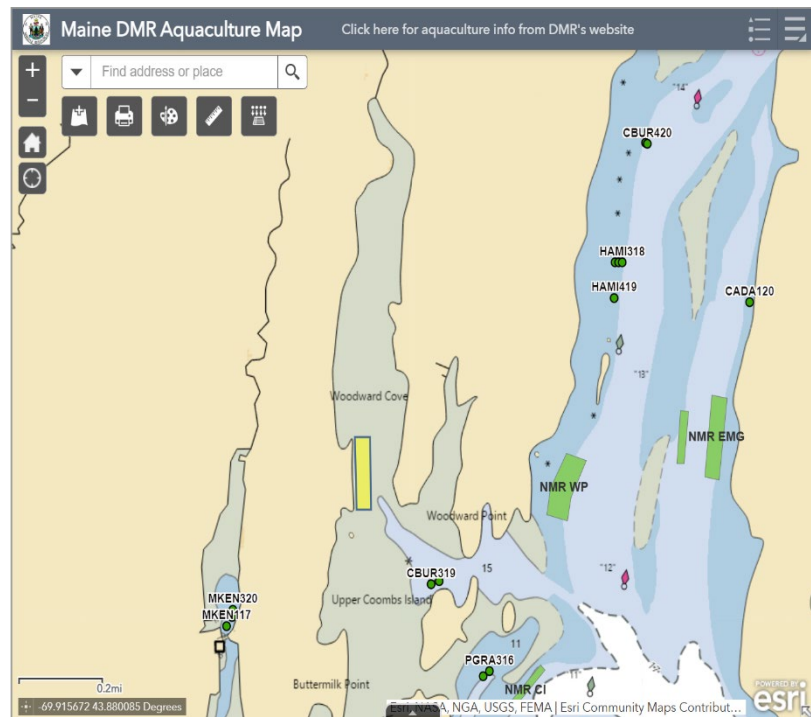 Maine DMR Aquaculture Map
Click here for aquaculture info from DMR's website
+
−
Find address or place
"14"
CBUR420
HAMI318
HAMI419
CADA120
"13"
Woodward Cove
NMR EMG
NMR WP
Woodward Point
15
"12"
CBUR319
Upper Coombs Island
MKEN320
MKEN117
11
PGRA316
Buttermilk Point
NMR CI
11
0.2mi
-69.915672 43.880085 Degrees
Esri, NASA, NGA, USGS, FEMA | Esri Community Maps Contribut...
POWERED BY
esri